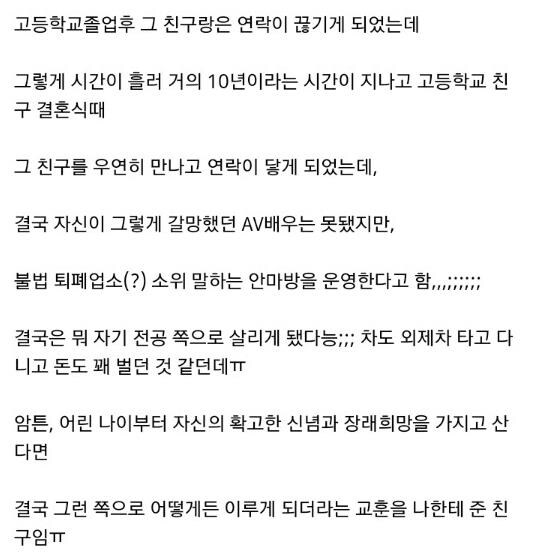 고등학교졸업후 그 친구랑은 연락이 끊기게 되었는데
그렇게 시간이 흘러 거의 10년이라는 시간이 지나고 고등학교 친
구 결혼식때
그 친구를 우연히 만나고 연락이 닿게 되었는데,
결국 자신이 그렇게 갈망했던 AV배우는 못됐지만,
불법 퇴폐업소(?) 소위 말하는 안마방을 운영한다고 함,,,;;;;;;
결국은 뭐 자기 전공 쪽으로 살리게 됐다능;;; 차도 외제차 타고 다
니고 돈도 꽤 벌던 것 같던데ㅠ
암튼, 어린 나이부터 자신의 확고한 신념과 장래희망을 가지고 산
다면
결국 그런 쪽으로 어떻게든 이루게 되더라는 교훈을 나한테 준 친
구임ㅠ